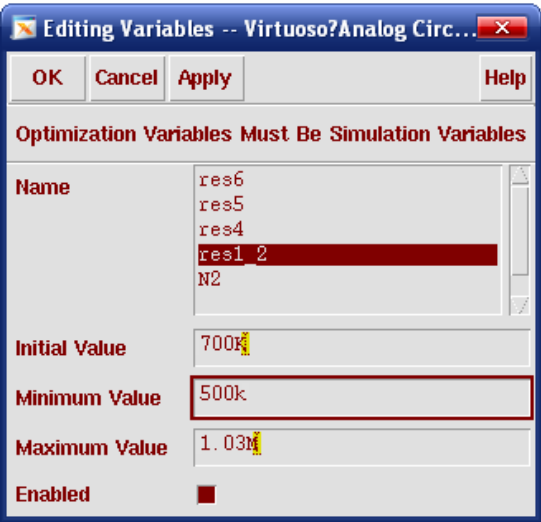 Editing Variables -- Virtuoso?Analog Circ...
OK Cancel Apply Help
Optimization Variables Must Be Simulation Variables
Name
res6
res5
res4
res1_2
N2
Initial Value 700K
Minimum Value 500k
Maximum Value 1.03M
Enabled